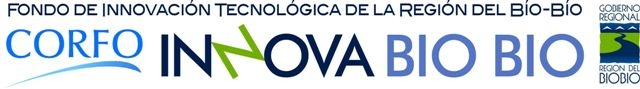 FONDO DE INNOVACIÓN TECNOLÓGICA DE LA REGIÓN DEL BÍO-BÍO
CORFO
INNOVA BIO BIO
GOBIERNO
REGIONAL
REGIÓN DEL
BIOBIO